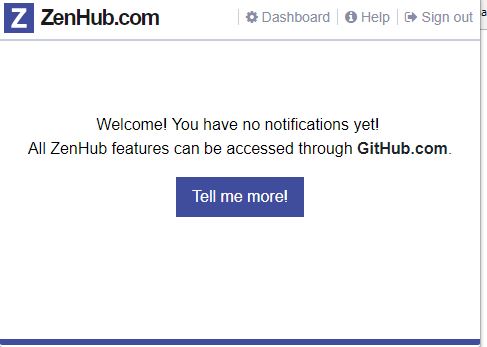 Z ZenHub.com Dashboard Help Sign out
Welcome! You have no notifications yet!
All ZenHub features can be accessed through GitHub.com.
Tell me more!